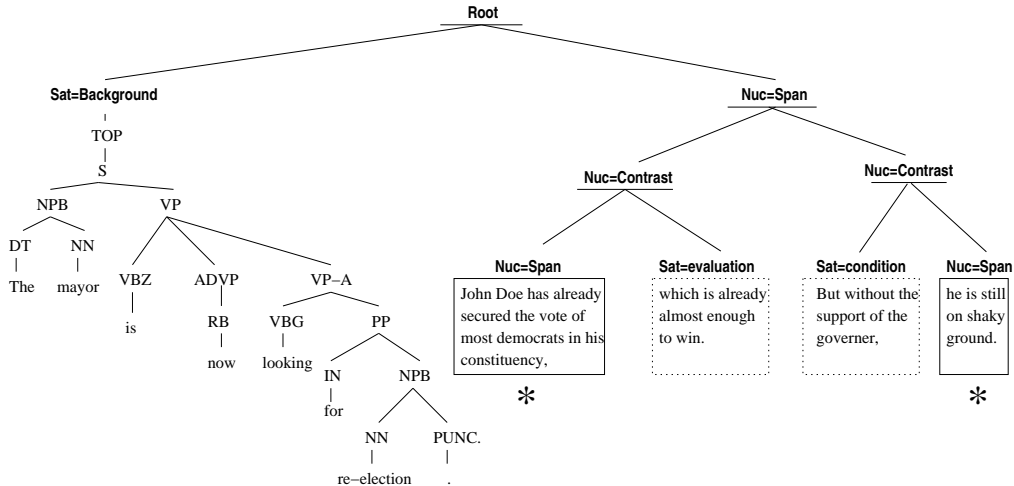 Root
Sat=Background
Nuc=Span
TOP
S
Nuc=Contrast
Nuc=Contrast
NPB
VP
DT
NN
The
mayor
VBZ
ADVP
VP−A
is
RB
VBG
PP
now
looking
IN
NPB
for
NN
PUNC.
re−election
.
Nuc=Span
John Doe has already
secured the vote of
most democrats in his
constituency,
*
Sat=evaluation
which is already
almost enough
to win.
Sat=condition
But without the
support of the
governer,
Nuc=Span
he is still
on shaky
ground.
*